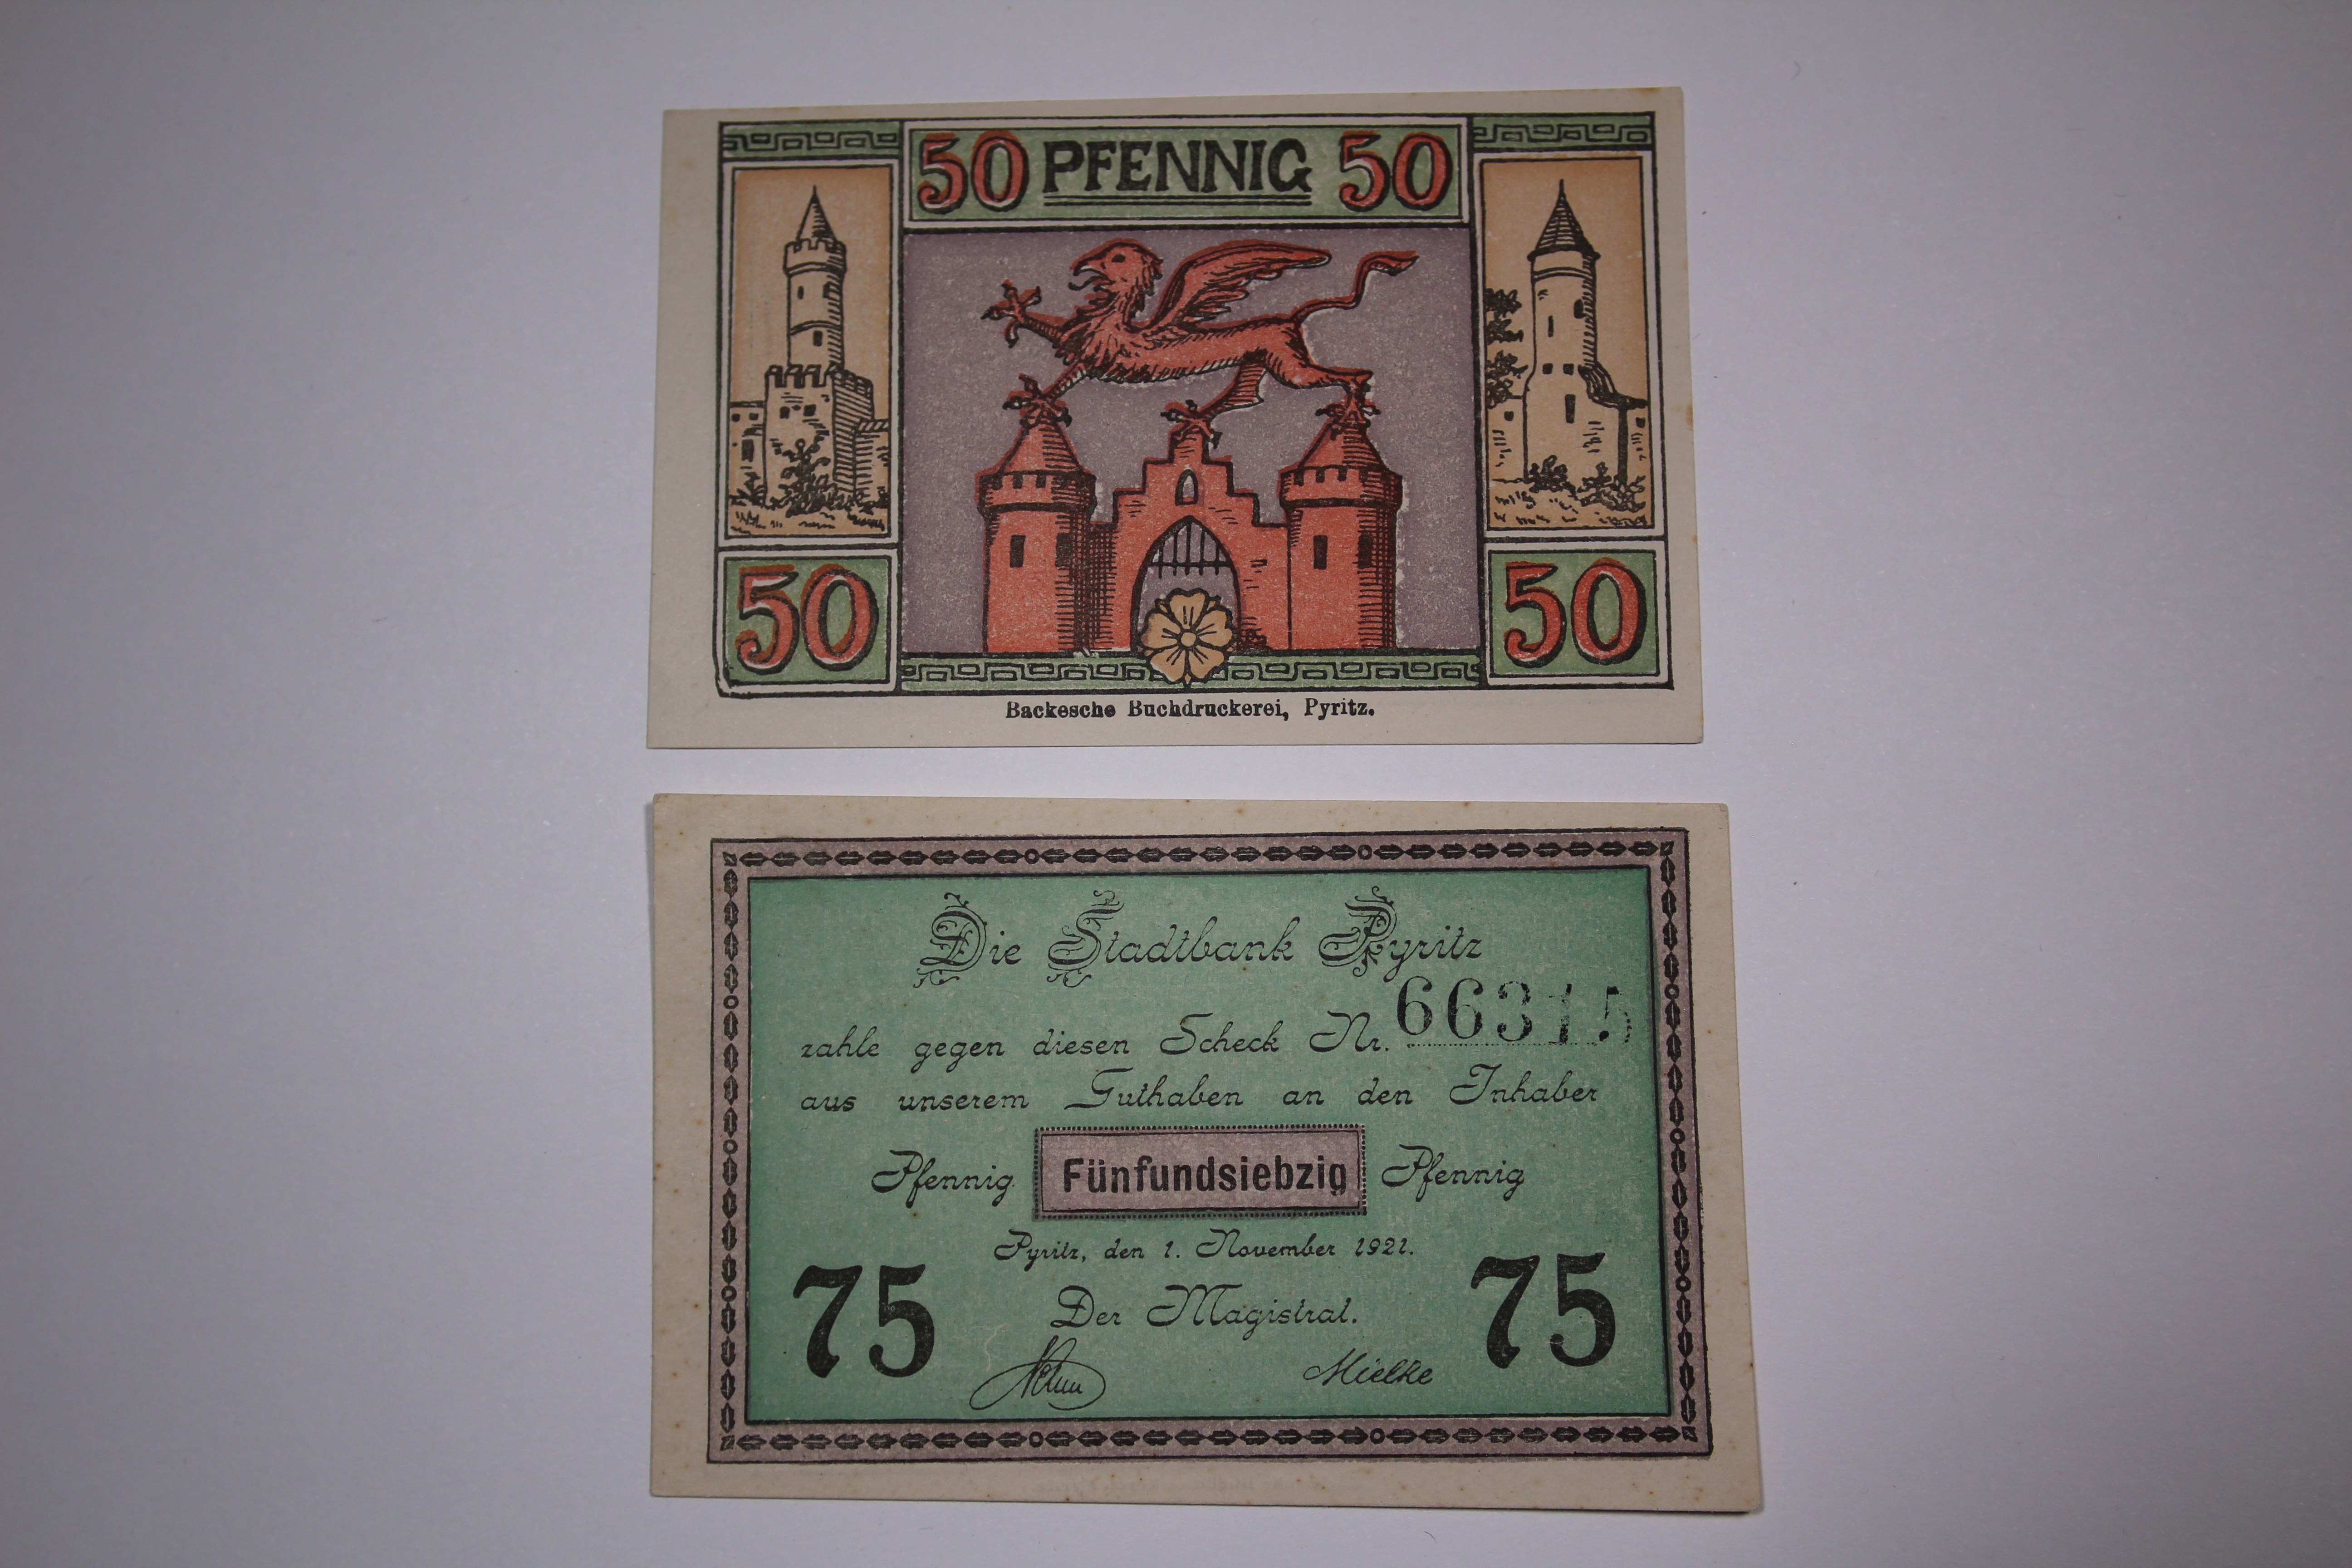 50 PFENNIG 50
50 50
Backesche Buchdruckerei, Pyritz.
Die Stadtbank Pyritz
zahle gegen diesen Scheck Nr. 66315
aus unserem Guthaben an den Inhaber
Pfennig Fünfundsiebzig Pfennig
Pyritz, den 1. November 1921.
75 Der Magistrat. 75
Mielke